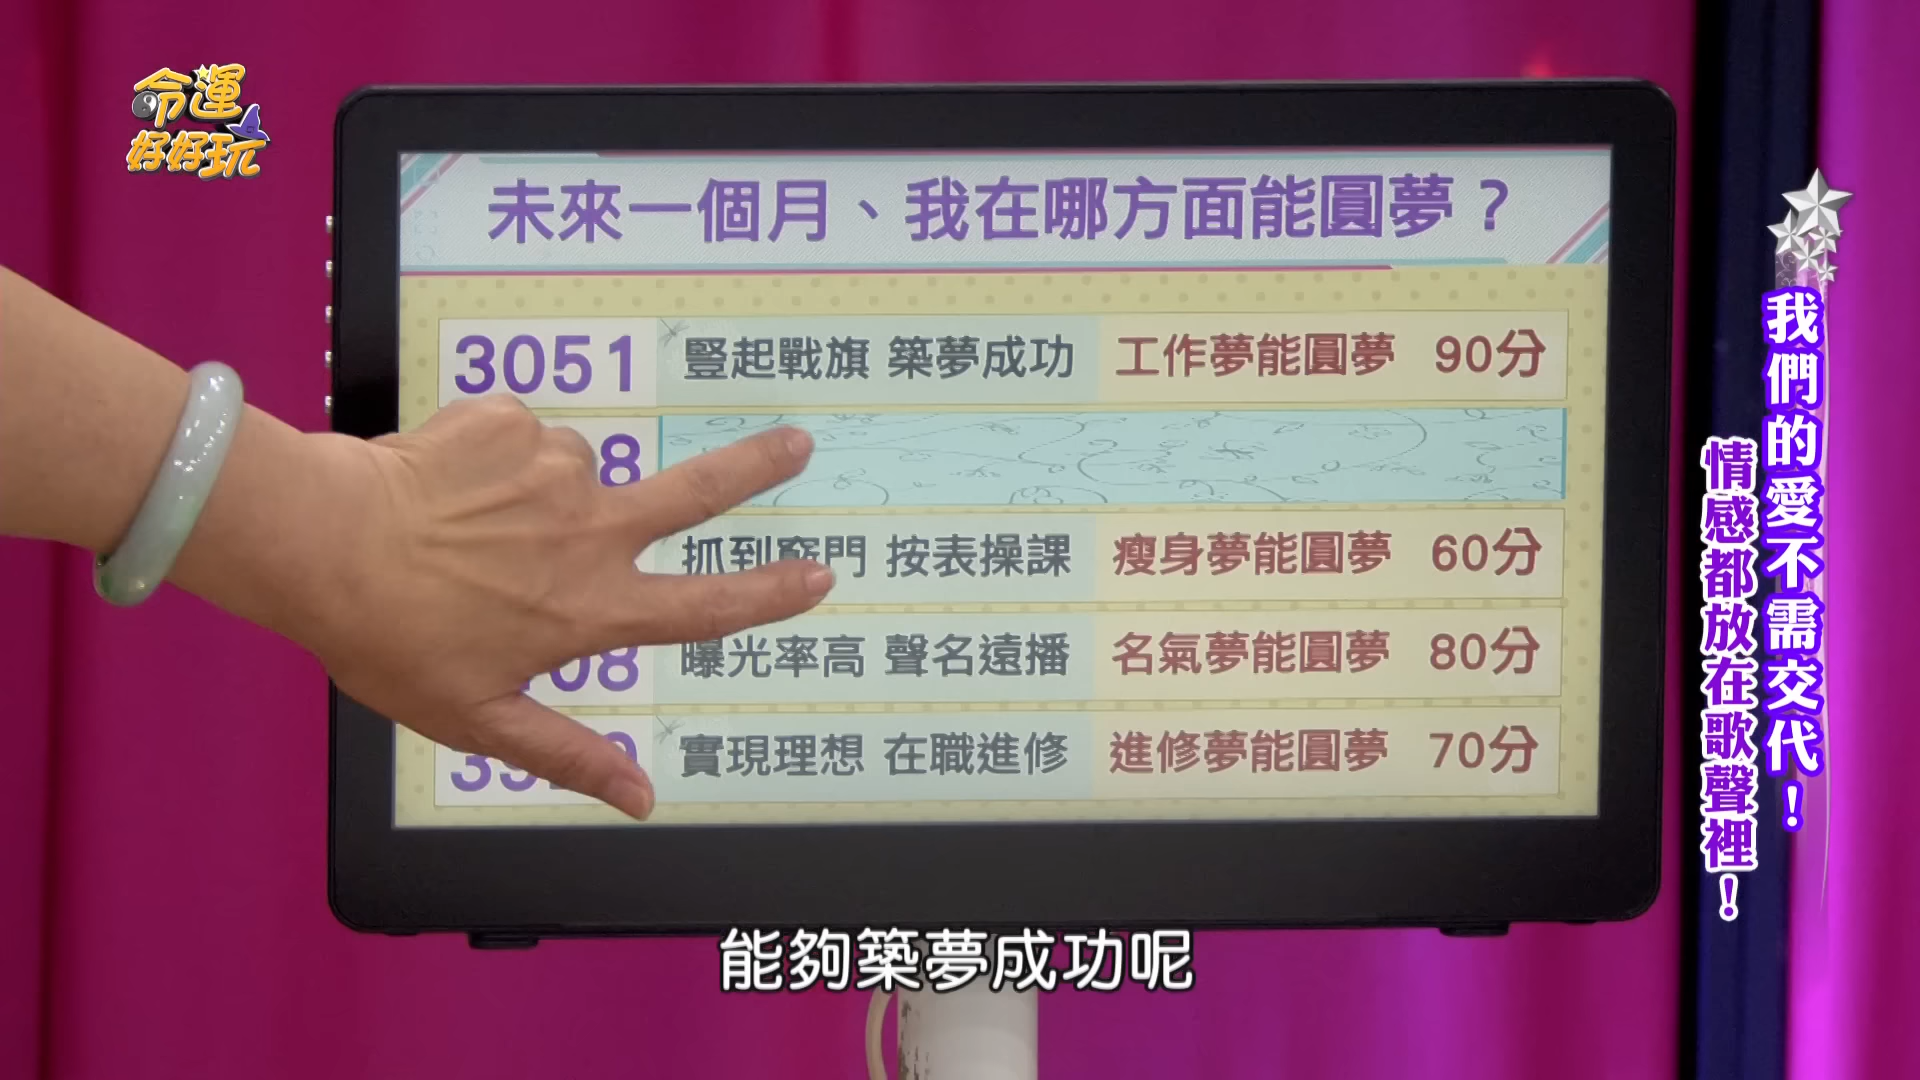 命運
好好玩
未來一個月、我在哪方面能圓夢？
3051 豎起戰旗 築夢成功 工作夢能圓夢 90分
8
抓到竅門 按表操課 瘦身夢能圓夢 60分
08 曝光率高 聲名遠播 名氣夢能圓夢 80分
實現理想 在職進修 進修夢能圓夢 70分
我們的愛不需交代！
情感都放在歌聲裡！
能夠築夢成功呢